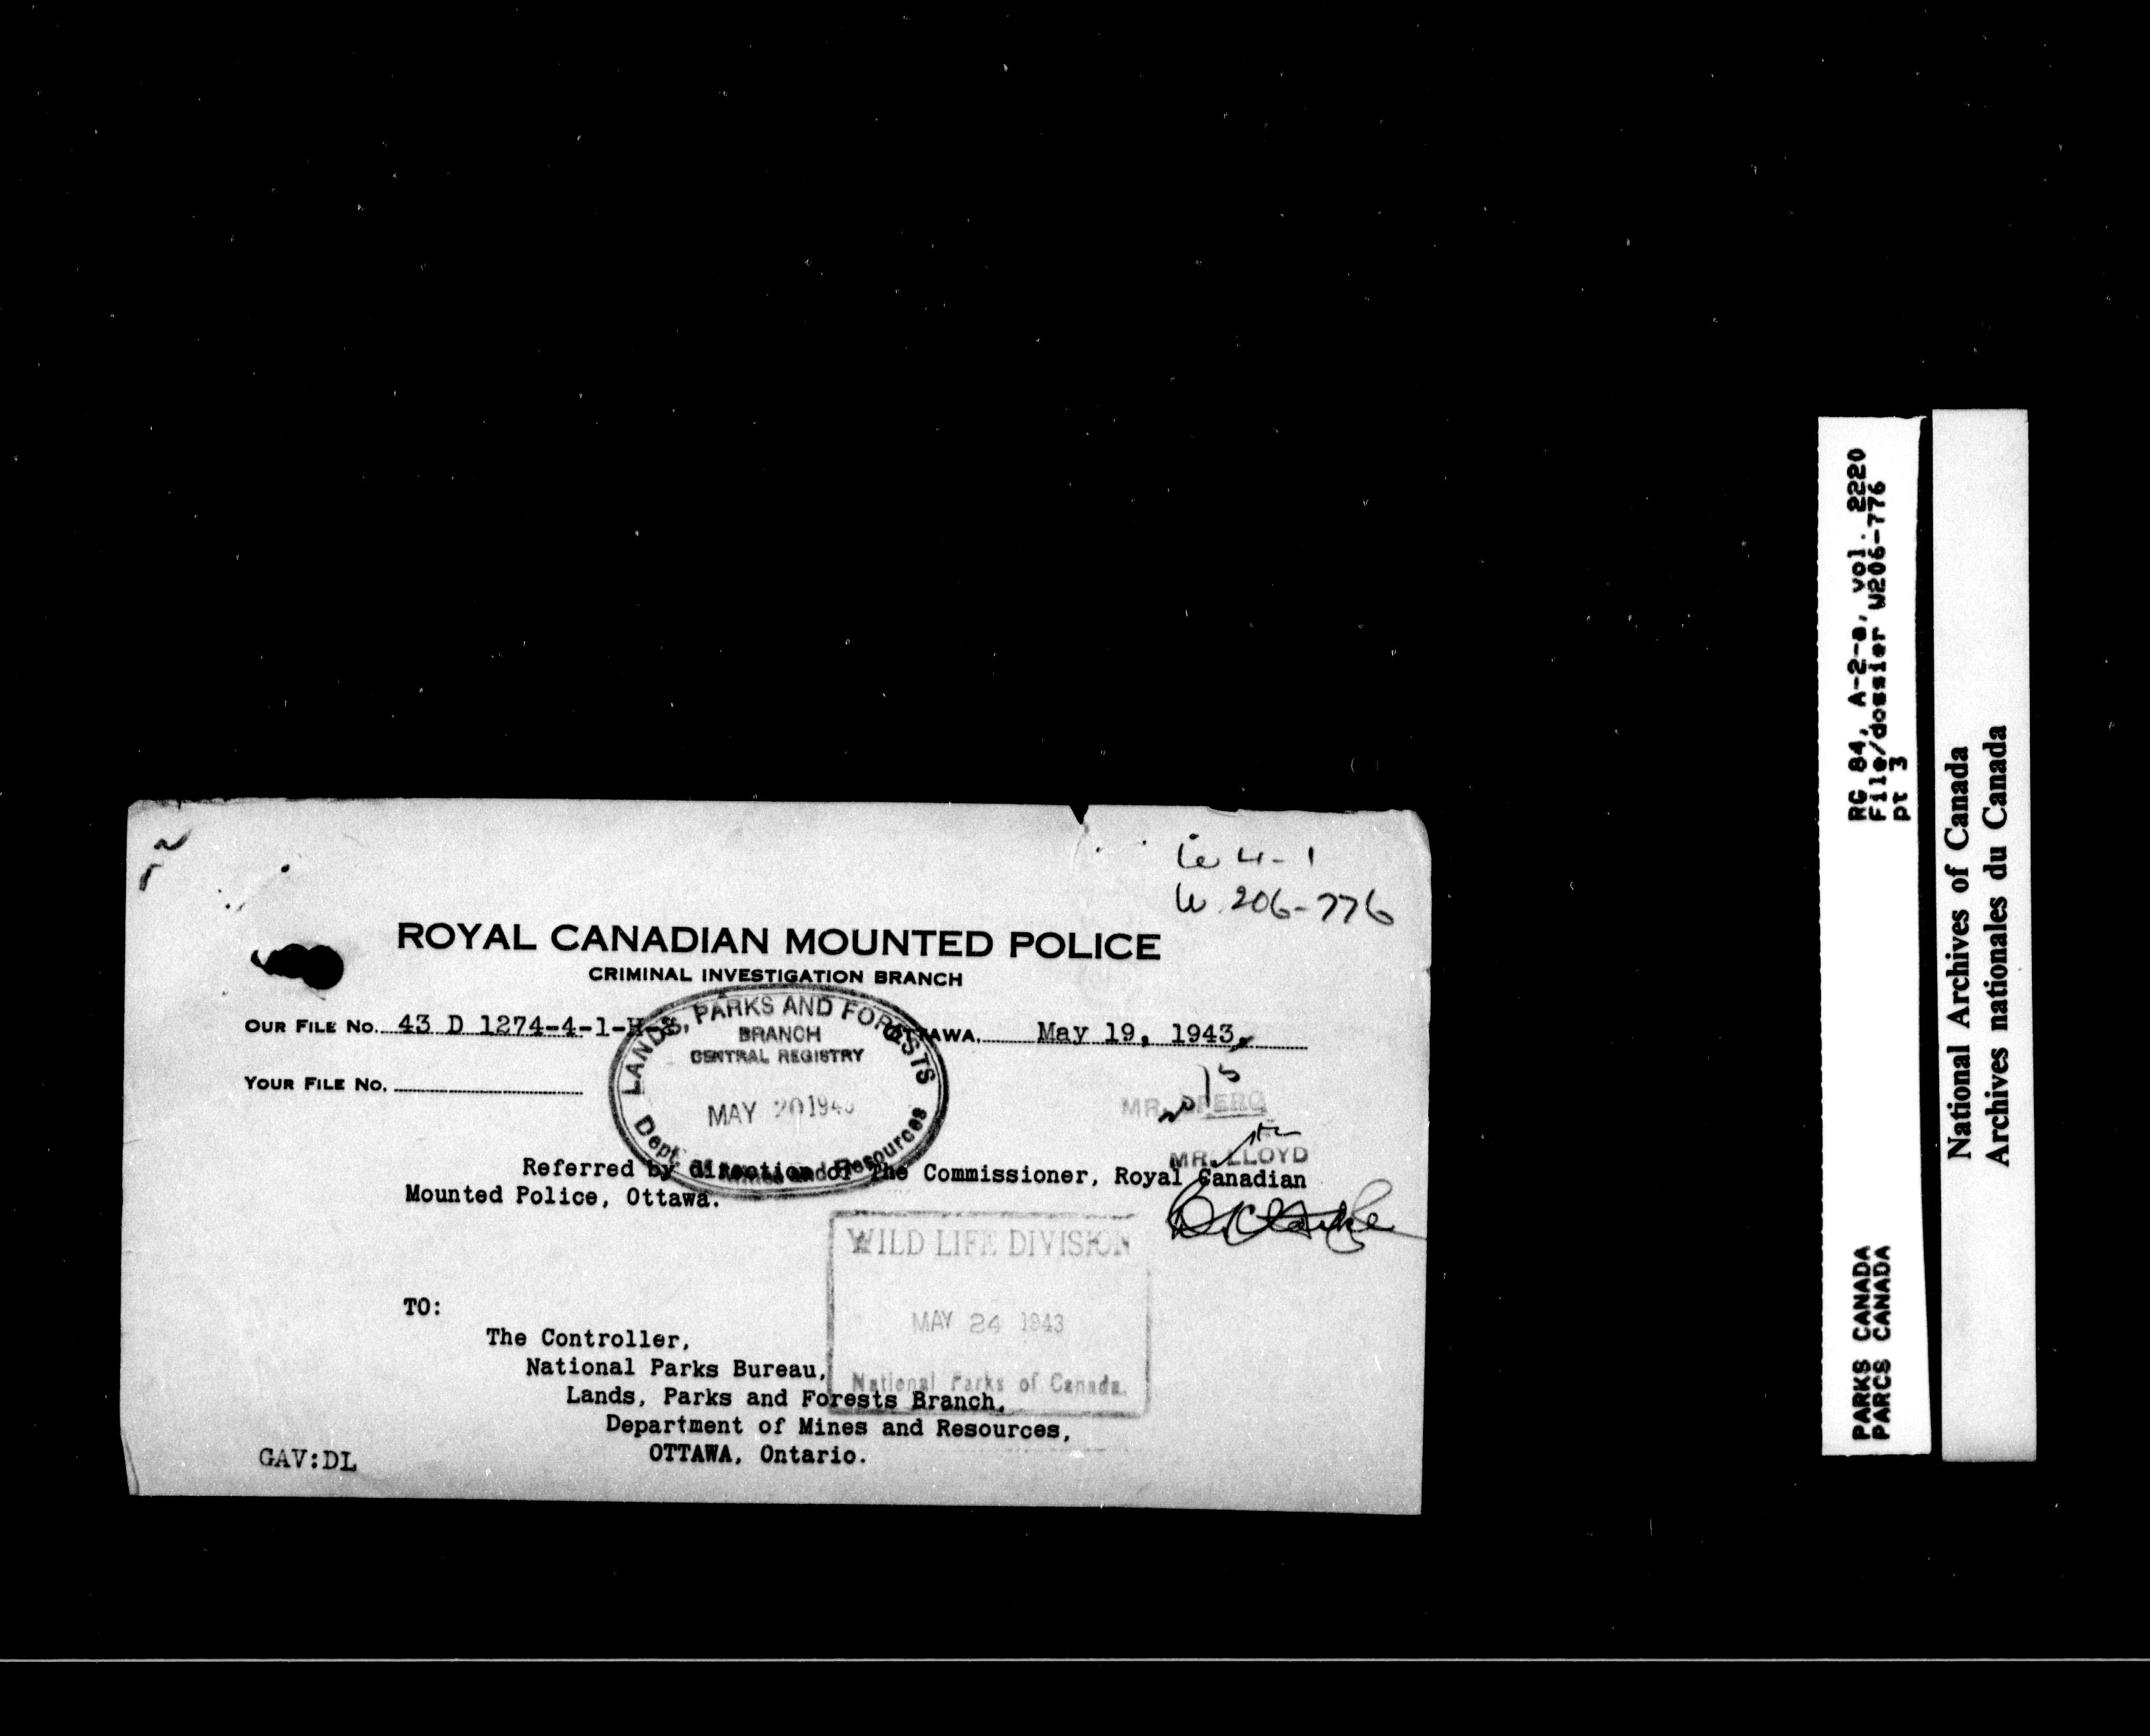 W 4-1
W 206-776
ROYAL CANADIAN MOUNTED POLICE
CRIMINAL INVESTIGATION BRANCH
OUR FILE NO. 43 D 1274-4-1-H-
OTTAWA, May 19, 1943.
YOUR FILE NO.
LANDS, PARKS AND FORESTS
BRANCH
CENTRAL REGISTRY
MAY 20 1943
Dept. of Mines and Resources
MR.
MR. LLOYD
Referred by direction of The Commissioner, Royal Canadian
Mounted Police, Ottawa.
WILD LIFE DIVISION
MAY 24 1943
National Parks of Canada.
TO:
The Controller,
National Parks Bureau,
Lands, Parks and Forests Branch,
Department of Mines and Resources,
OTTAWA, Ontario.
GAV:DL
RG 84, A-2-a, vol. 2220
File/dossier W206-776
pt 3
PARKS CANADA
PARCS CANADA
National Archives of Canada
Archives nationales du Canada